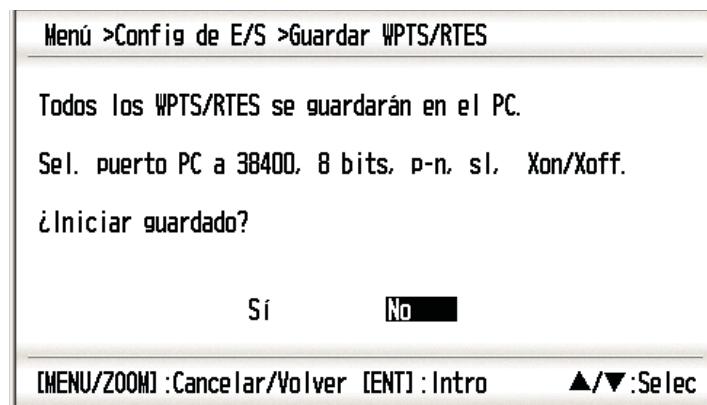 Menú >Config de E/S >Guardar WPTS/RTES
Todos los WPTS/RTES se guardarán en el PC.
Sel. puerto PC a 38400, 8 bits, p-n, s1, Xon/Xoff.
¿Iniciar guardado?
Sí No
[MENU/ZOOM] :Cancelar/Volver [ENT] : Intro ▲/▼:Selec